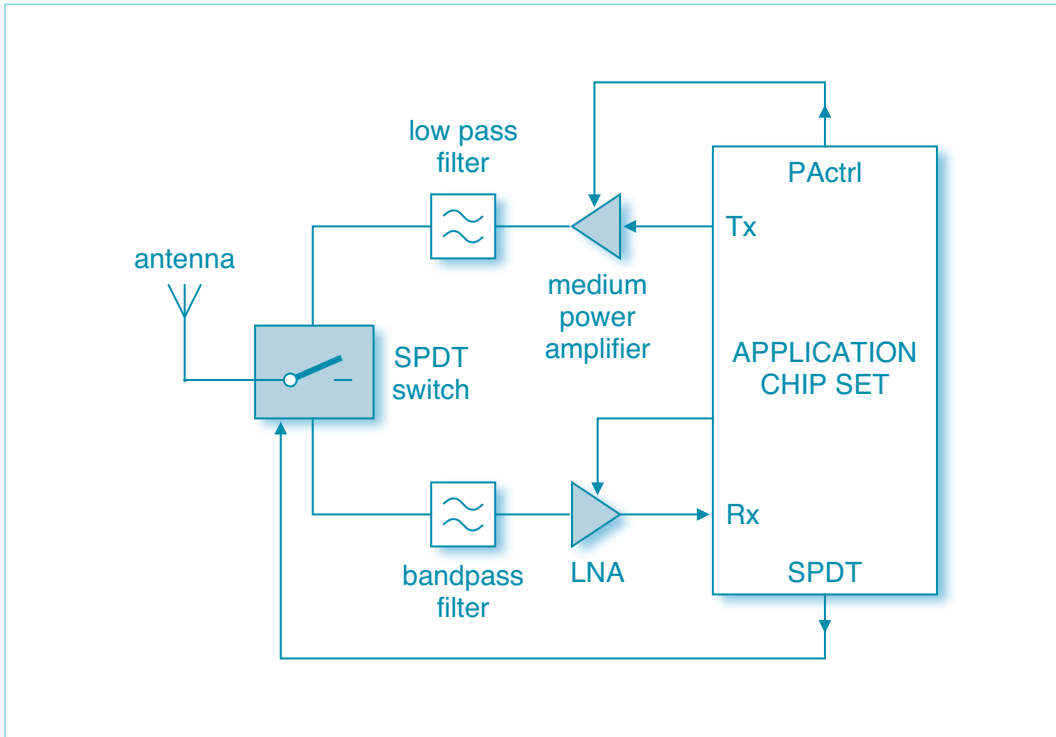 low pass
filter
PActrl
Tx
antenna
medium
power
amplifier
SPDT
switch
APPLICATION
CHIP SET
Rx
bandpass
filter
LNA
SPDT